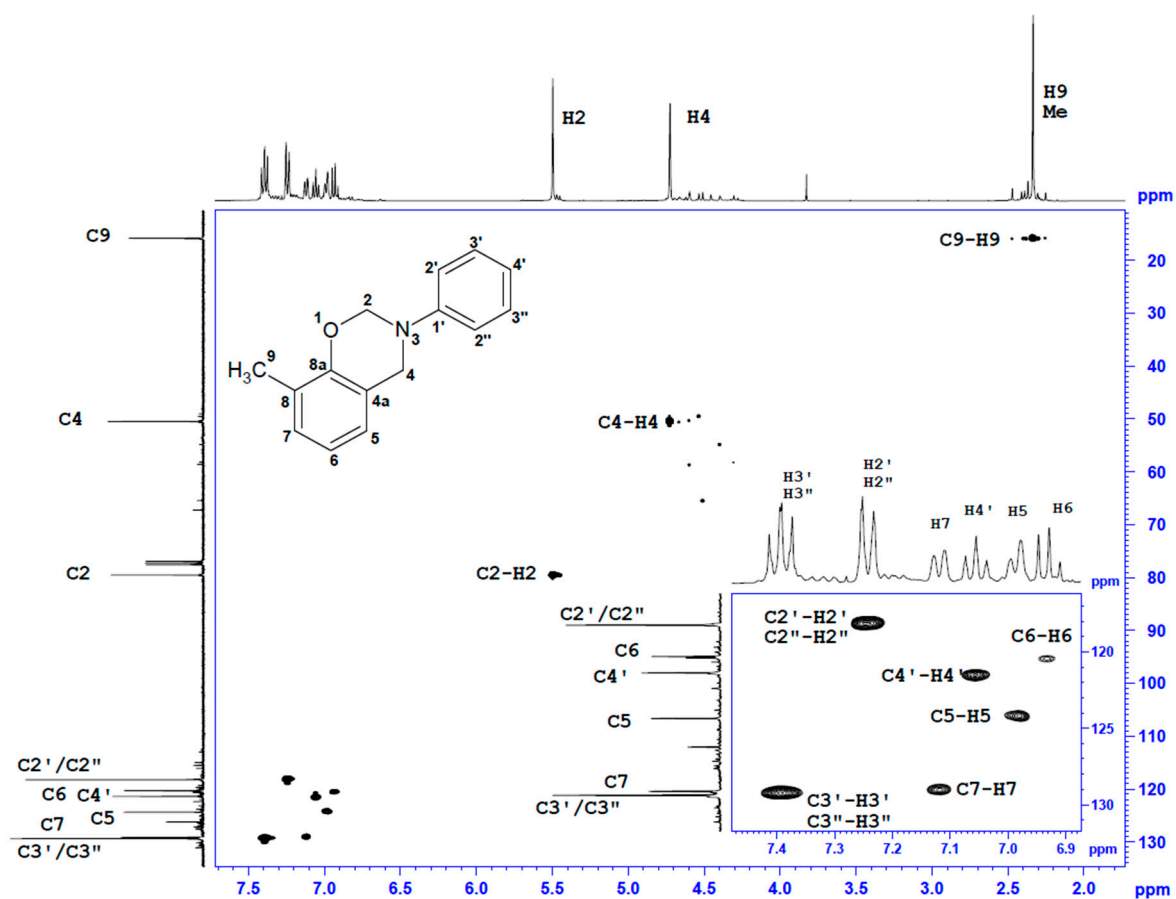 H2
H4
H9
Me
ppm
C9
C4
C2
C2'/C2"
C6 C4'
C5
C7
C3'/C3"
C9-H9
C4-H4
C2-H2
3'
2'
4'
2
1
O
N
3
1'
3"
2"
9
H3C
8a
4
8
4a
7
5
6
H3'
H3"
H2'
H2"
H7
H4'
H5
H6
ppm
C2'/C2"
C6
C4'
C5
C7
C3'/C3"
C2'-H2'
C2"-H2"
C6-H6
C4'-H4'
C5-H5
C7-H7
C3'-H3'
C3"-H3"
120
125
130
7.4 7.3 7.2 7.1 7.0 6.9 ppm
ppm
20
30
40
50
60
70
80
90
100
110
120
130
7.5 7.0 6.5 6.0 5.5 5.0 4.5 4.0 3.5 3.0 2.5 2.0 ppm